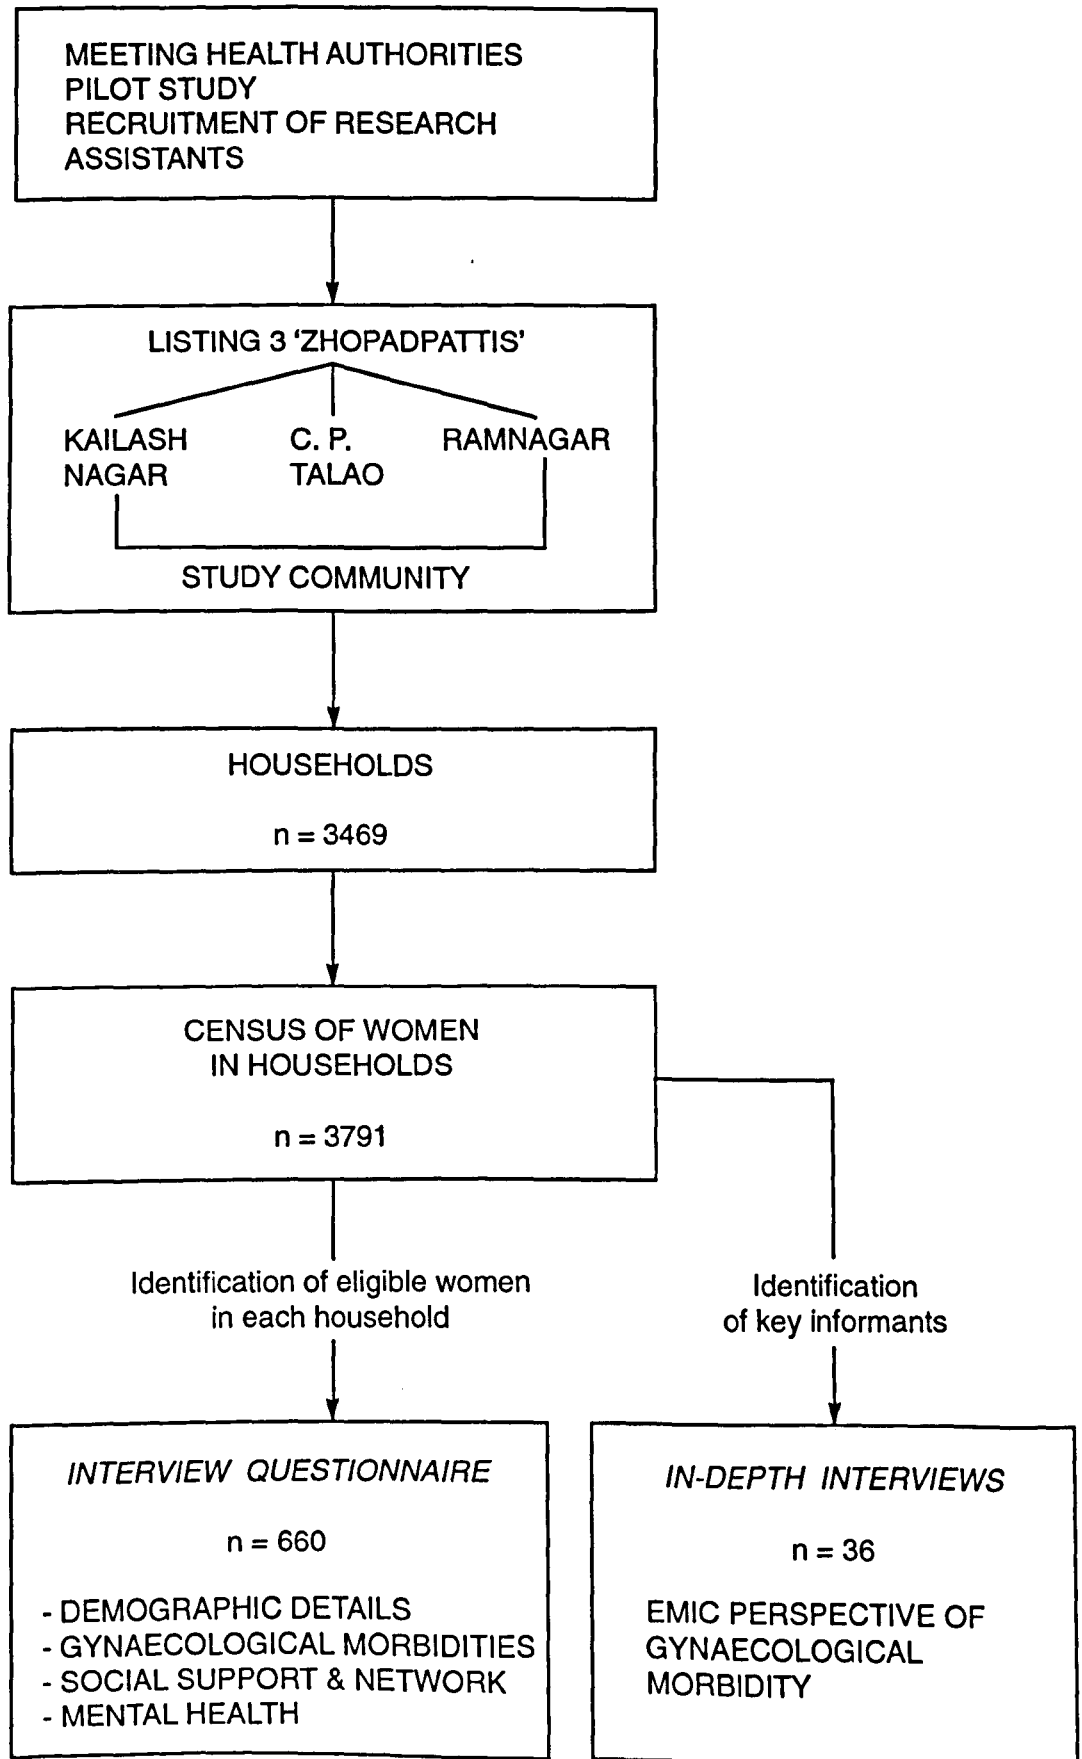 MEETING HEALTH AUTHORITIES
PILOT STUDY
RECRUITMENT OF RESEARCH
ASSISTANTS
LISTING 3 ‘ZHOPADPATTIS’
KAILASH
NAGAR
C. P.
TALAO
RAMNAGAR
STUDY COMMUNITY
HOUSEHOLDS
n = 3469
CENSUS OF WOMEN
IN HOUSEHOLDS
n = 3791
Identification of eligible women
in each household
Identification
of key informants
INTERVIEW QUESTIONNAIRE
n = 660
- DEMOGRAPHIC DETAILS
- GYNAECOLOGICAL MORBIDITIES
- SOCIAL SUPPORT & NETWORK
- MENTAL HEALTH
IN-DEPTH INTERVIEWS
n = 36
EMIC PERSPECTIVE OF
GYNAECOLOGICAL
MORBIDITY